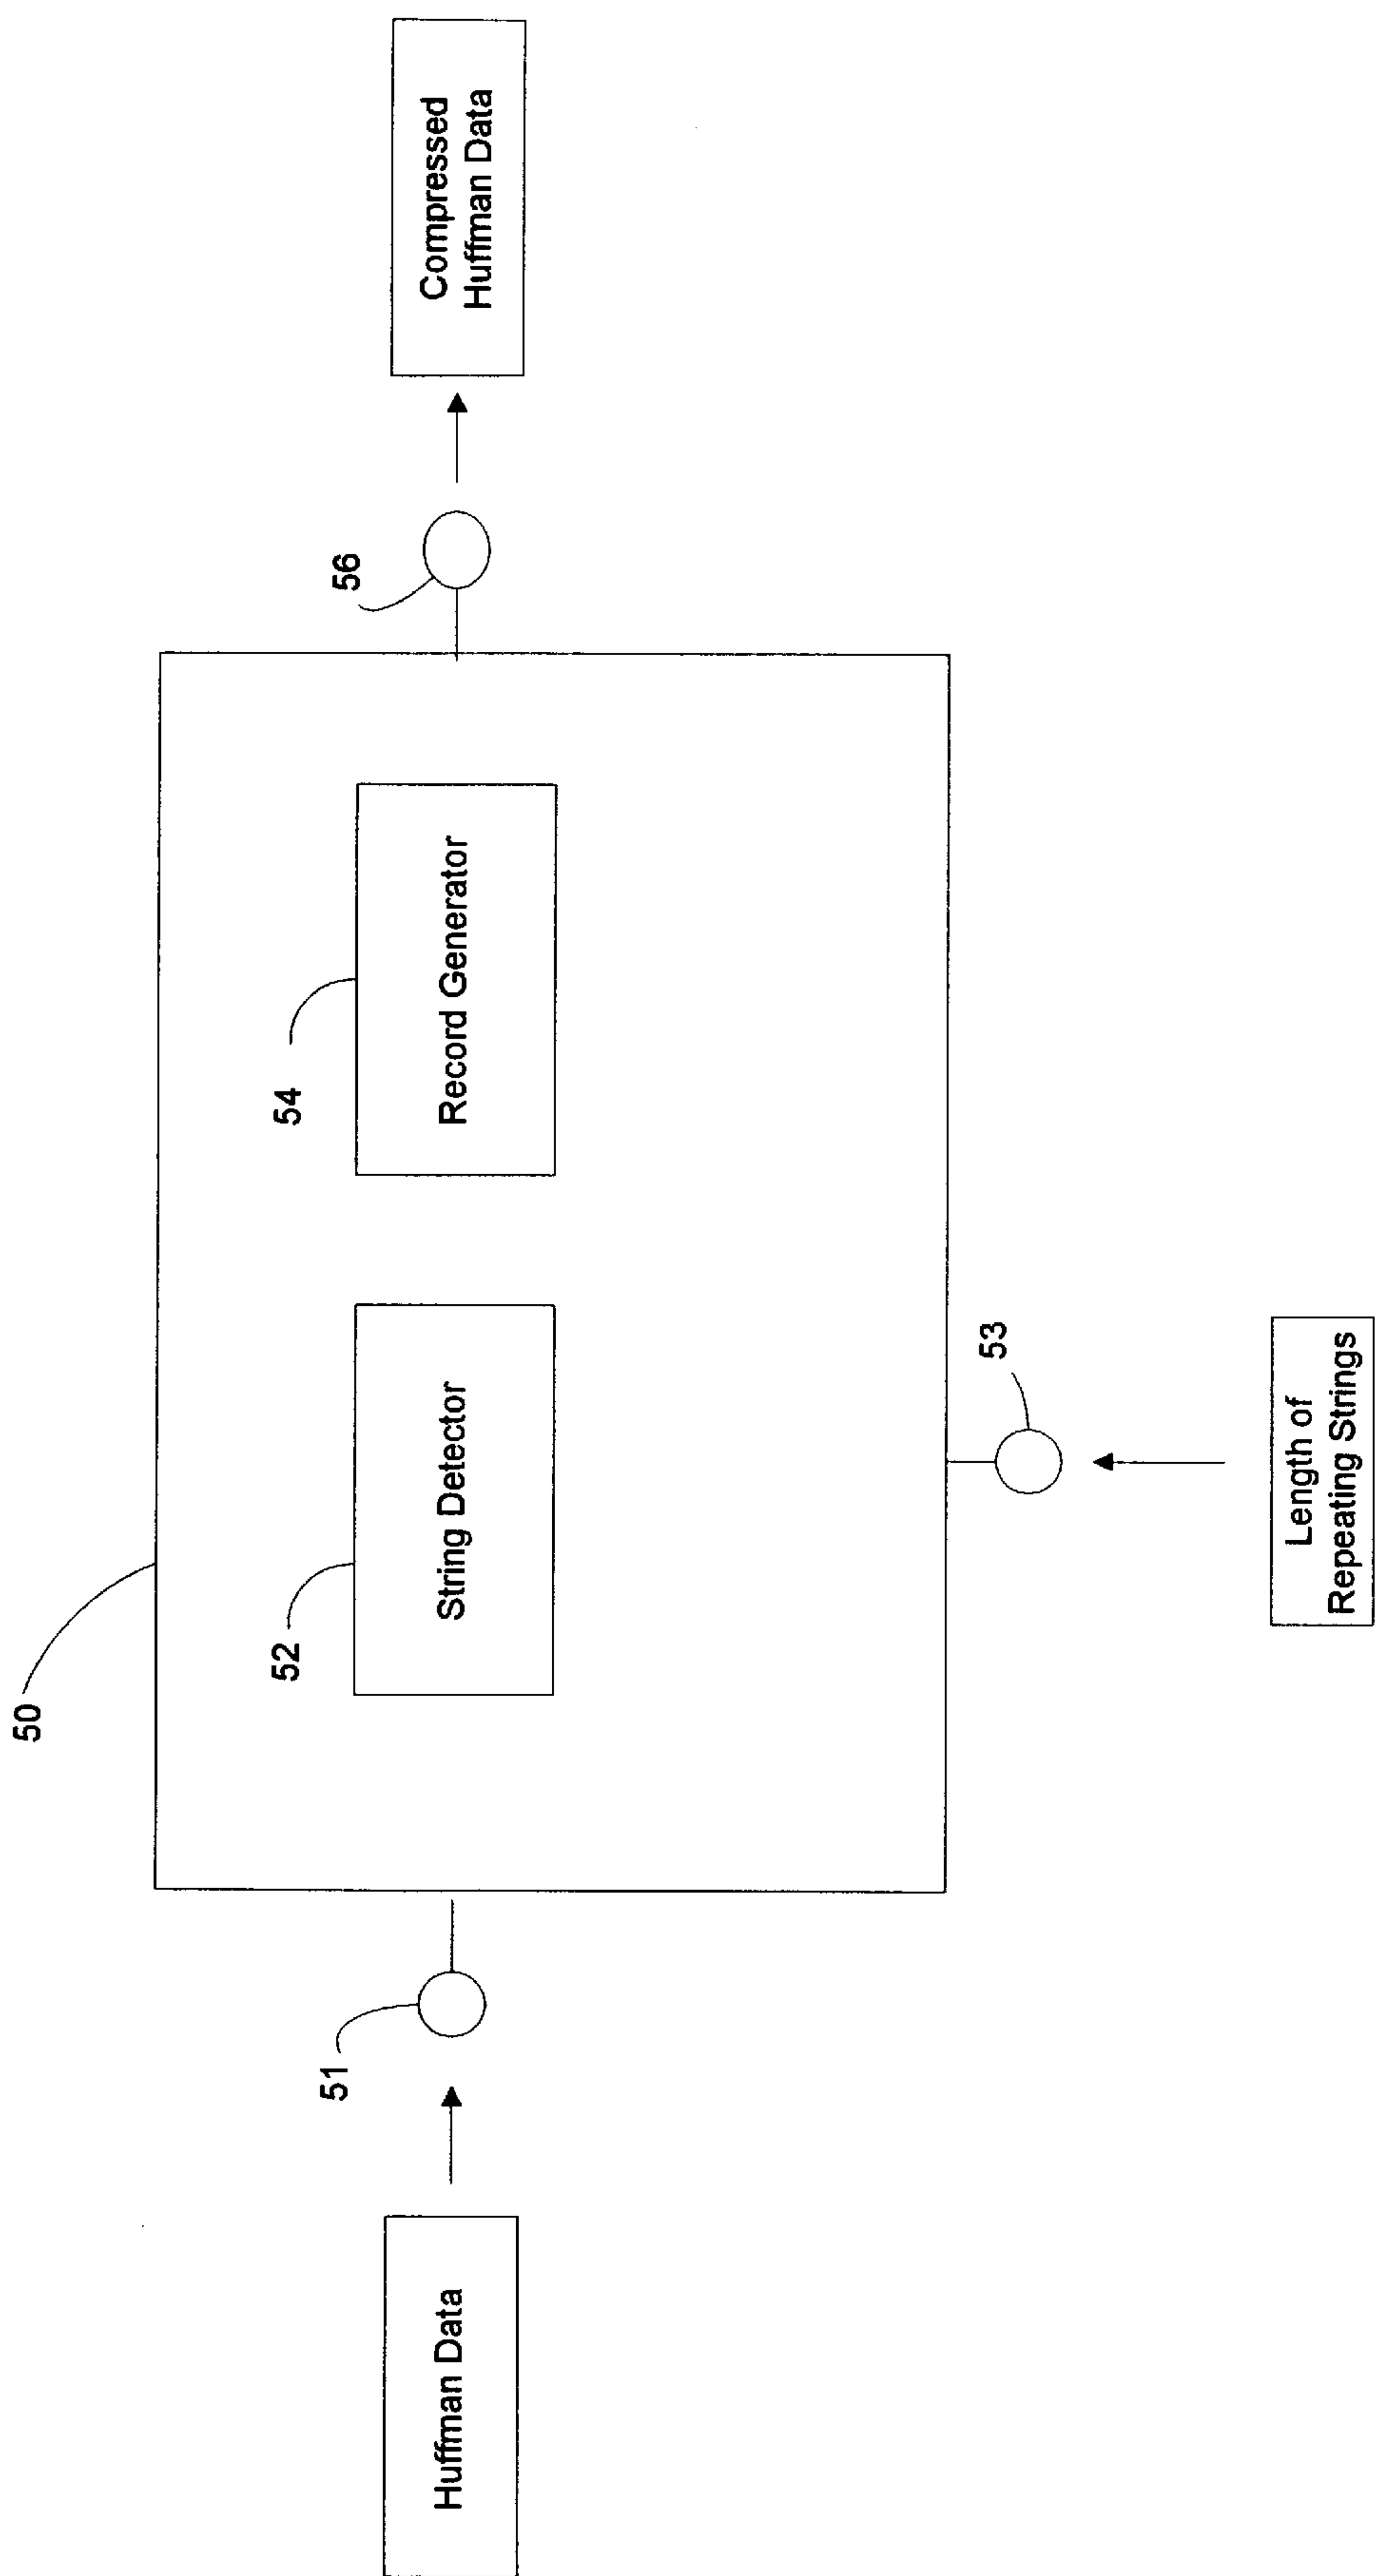 50
51
52
54
56
Huffman Data
String Detector
Record Generator
Compressed
Huffman Data
53
Length of
Repeating Strings